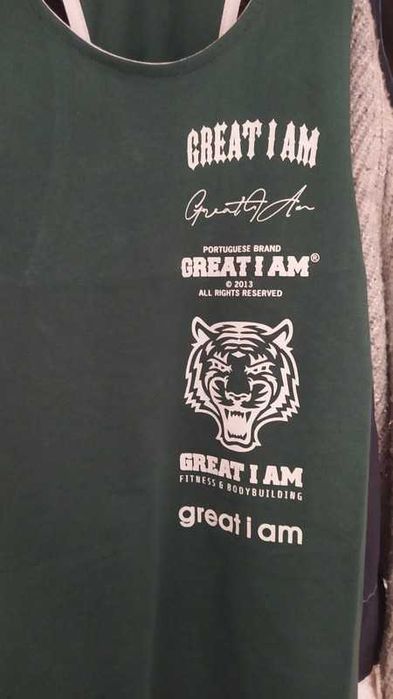 GREAT I AM
Great I Am
PORTUGUESE BRAND
GREAT I AM®
© 2013
ALL RIGHTS RESERVED
GREAT I AM
FITNESS & BODYBUILDING
great i am